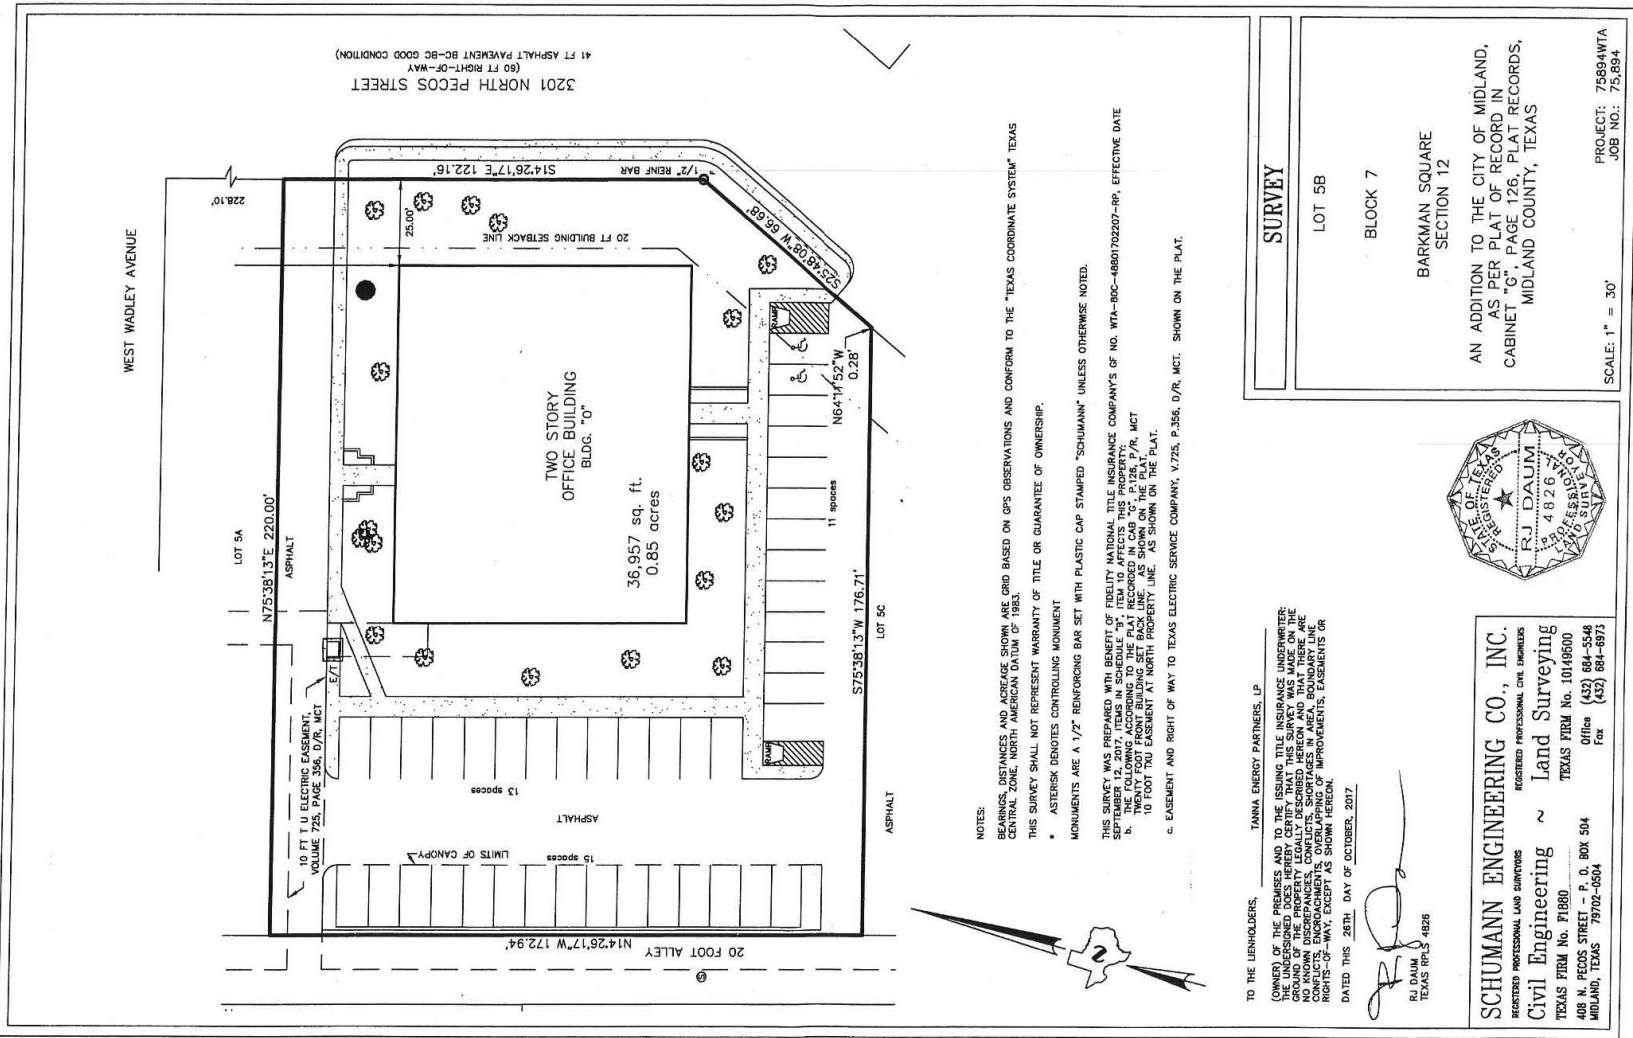 3201 NORTH PECOS STREET
(60 FT RIGHT-OF-WAY
41 FT ASPHALT PAVEMENT BC-BC GOOD CONDITION)
WEST WADLEY AVENUE
228.10'
S14°26'17"E 122.16'
1/2" REINF BAR
25.00'
20 FT BUILDING SETBACK LINE
S25°48'08"W 66.68'
RAMP
N64°11'52"W
0.28'
TWO STORY
OFFICE BUILDING
BLDG. "O"
36,957 sq. ft.
0.85 acres
11 spaces
LOT 5A
N75°38'13"E 220.00'
ASPHALT
S75°38'13"W 176.71'
LOT 5C
E/T
10 FT T U ELECTRIC EASEMENT,
VOLUME 725, PAGE 356, D/R, MCT
RAMP
13 spaces
ASPHALT
LIMITS OF CANOPY
15 spaces
ASPHALT
N14°26'17"W 172.94'
20 FOOT ALLEY
S
NOTES:
BEARINGS, DISTANCES AND ACREAGE SHOWN ARE GRID BASED ON GPS OBSERVATIONS AND CONFORM TO THE "TEXAS COORDINATE SYSTEM" TEXAS
CENTRAL ZONE, NORTH AMERICAN DATUM OF 1983.
THIS SURVEY SHALL NOT REPRESENT WARRANTY OF TITLE OR GUARANTEE OF OWNERSHIP.
* ASTERISK DENOTES CONTROLLING MONUMENT
MONUMENTS ARE A 1/2" REINFORCING BAR SET WITH PLASTIC CAP STAMPED "SCHUMANN" UNLESS OTHERWISE NOTED.
THIS SURVEY WAS PREPARED WITH BENEFIT OF FIDELITY NATIONAL TITLE INSURANCE COMPANY'S GF NO. WTA-BOC-48801702207-RP, EFFECTIVE DATE
SEPTEMBER 12, 2017, ITEMS IN SCHEDULE "B", ITEM 10 AFFECTS THIS PROPERTY:
b. THE FOLLOWING ACCORDING TO THE PLAT RECORDED IN CAB "G", P.126, P/R, MCT
TWENTY FOOT FRONT BUILDING SET BACK LINE. AS SHOWN ON THE PLAT.
10 FOOT TXU EASEMENT AT NORTH PROPERTY LINE. AS SHOWN ON THE PLAT.
c. EASEMENT AND RIGHT OF WAY TO TEXAS ELECTRIC SERVICE COMPANY, V.725, P.356, D/R, MCT. SHOWN ON THE PLAT.
TO THE LIENHOLDERS, TANNA ENERGY PARTNERS, LP
(OWNER) OF THE PREMISES AND TO THE ISSUING TITLE INSURANCE UNDERWRITER:
THE UNDERSIGNED DOES HEREBY CERTIFY THAT THIS SURVEY WAS MADE ON THE
GROUND OF THE PROPERTY LEGALLY DESCRIBED HEREON AND THAT THERE ARE
NO KNOWN DISCREPANCIES, CONFLICTS, SHORTAGES IN AREA, BOUNDARY LINE
CONFLICTS, ENCROACHMENTS, OVERLAPPING OF IMPROVEMENTS, EASEMENTS OR
RIGHTS-OF-WAY, EXCEPT AS SHOWN HEREON.
DATED THIS 26TH DAY OF OCTOBER, 2017
RJ DAUM
TEXAS RPLS 4826
STATE OF TEXAS
REGISTERED
RJ DAUM
4826
PROFESSIONAL
LAND SURVEYOR
SURVEY
LOT 5B
BLOCK 7
BARKMAN SQUARE
SECTION 12
AN ADDITION TO THE CITY OF MIDLAND,
AS PER PLAT OF RECORD IN
CABINET "G", PAGE 126, PLAT RECORDS,
MIDLAND COUNTY, TEXAS
SCALE: 1" = 30'
PROJECT: 75894WTA
JOB NO.: 75,894
SCHUMANN ENGINEERING CO., INC.
REGISTERED PROFESSIONAL LAND SURVEYORS REGISTERED PROFESSIONAL CIVIL ENGINEERS
Civil Engineering ~ Land Surveying
TEXAS FIRM No. F1880 TEXAS FIRM No. 10149500
408 N. PECOS STREET - P. O. BOX 504 Office (432) 684-5548
MIDLAND, TEXAS 79702-0504 Fax (432) 684-6973